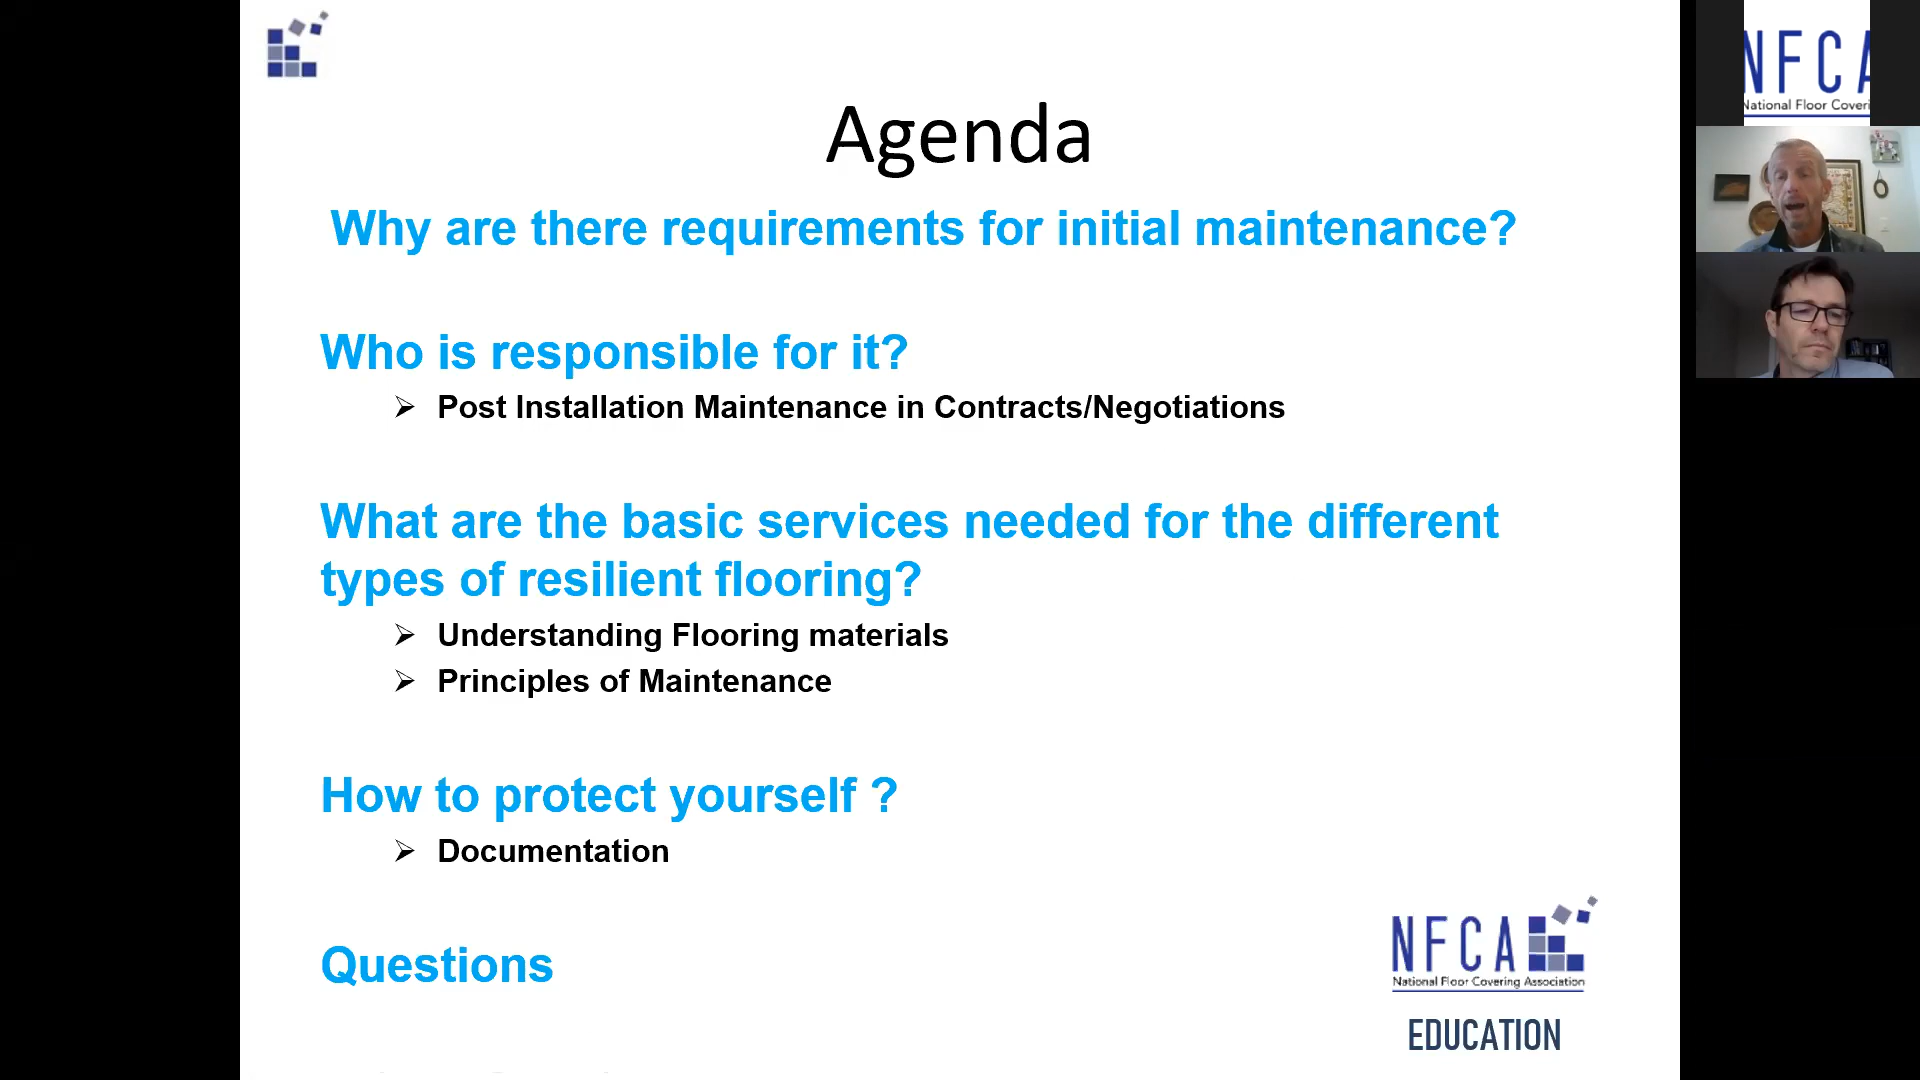 Agenda
Why are there requirements for initial maintenance?
Who is responsible for it?
➢ Post Installation Maintenance in Contracts/Negotiations
What are the basic services needed for the different
types of resilient flooring?
➢ Understanding Flooring materials
➢ Principles of Maintenance
How to protect yourself ?
➢ Documentation
Questions
NFCA
National Floor Covering Association
EDUCATION
NFCA
National Floor Coveri